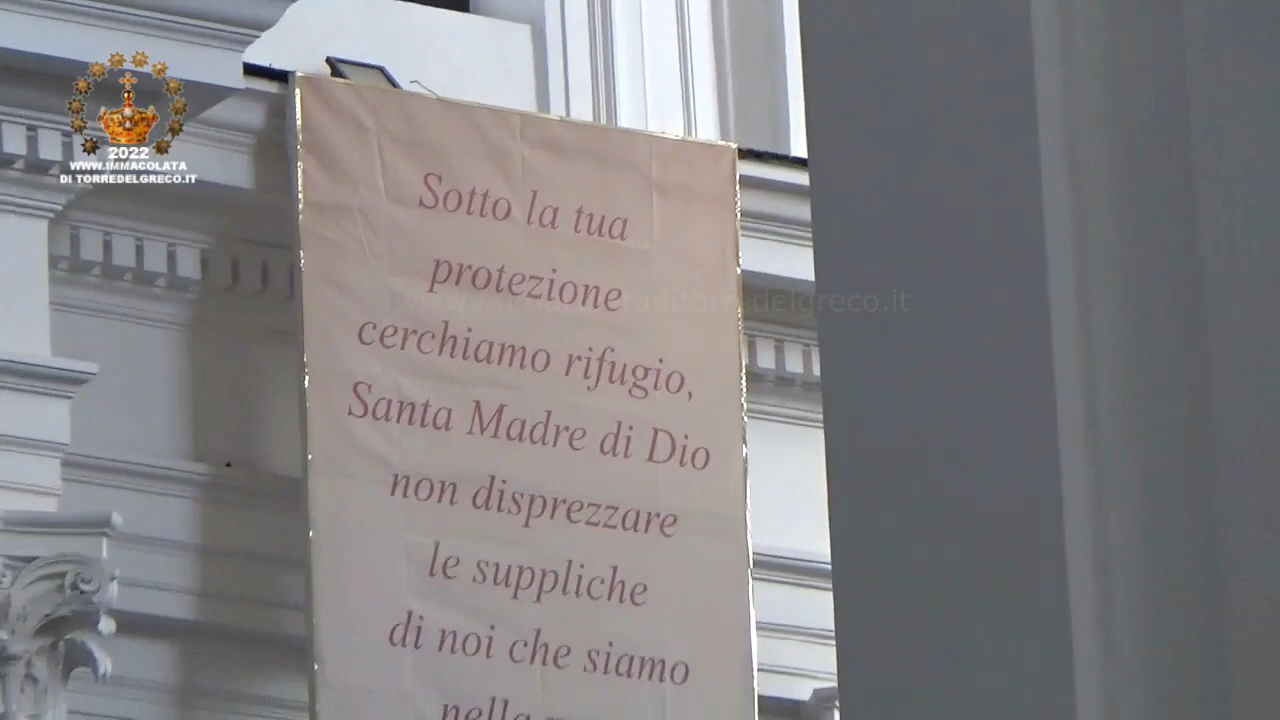 2022
WWW.IMMACOLATA
DI TORREDELGRECO.IT
Sotto la tua
protezione
cerchiamo rifugio,
Santa Madre di Dio
non disprezzare
le suppliche
di noi che siamo
nella